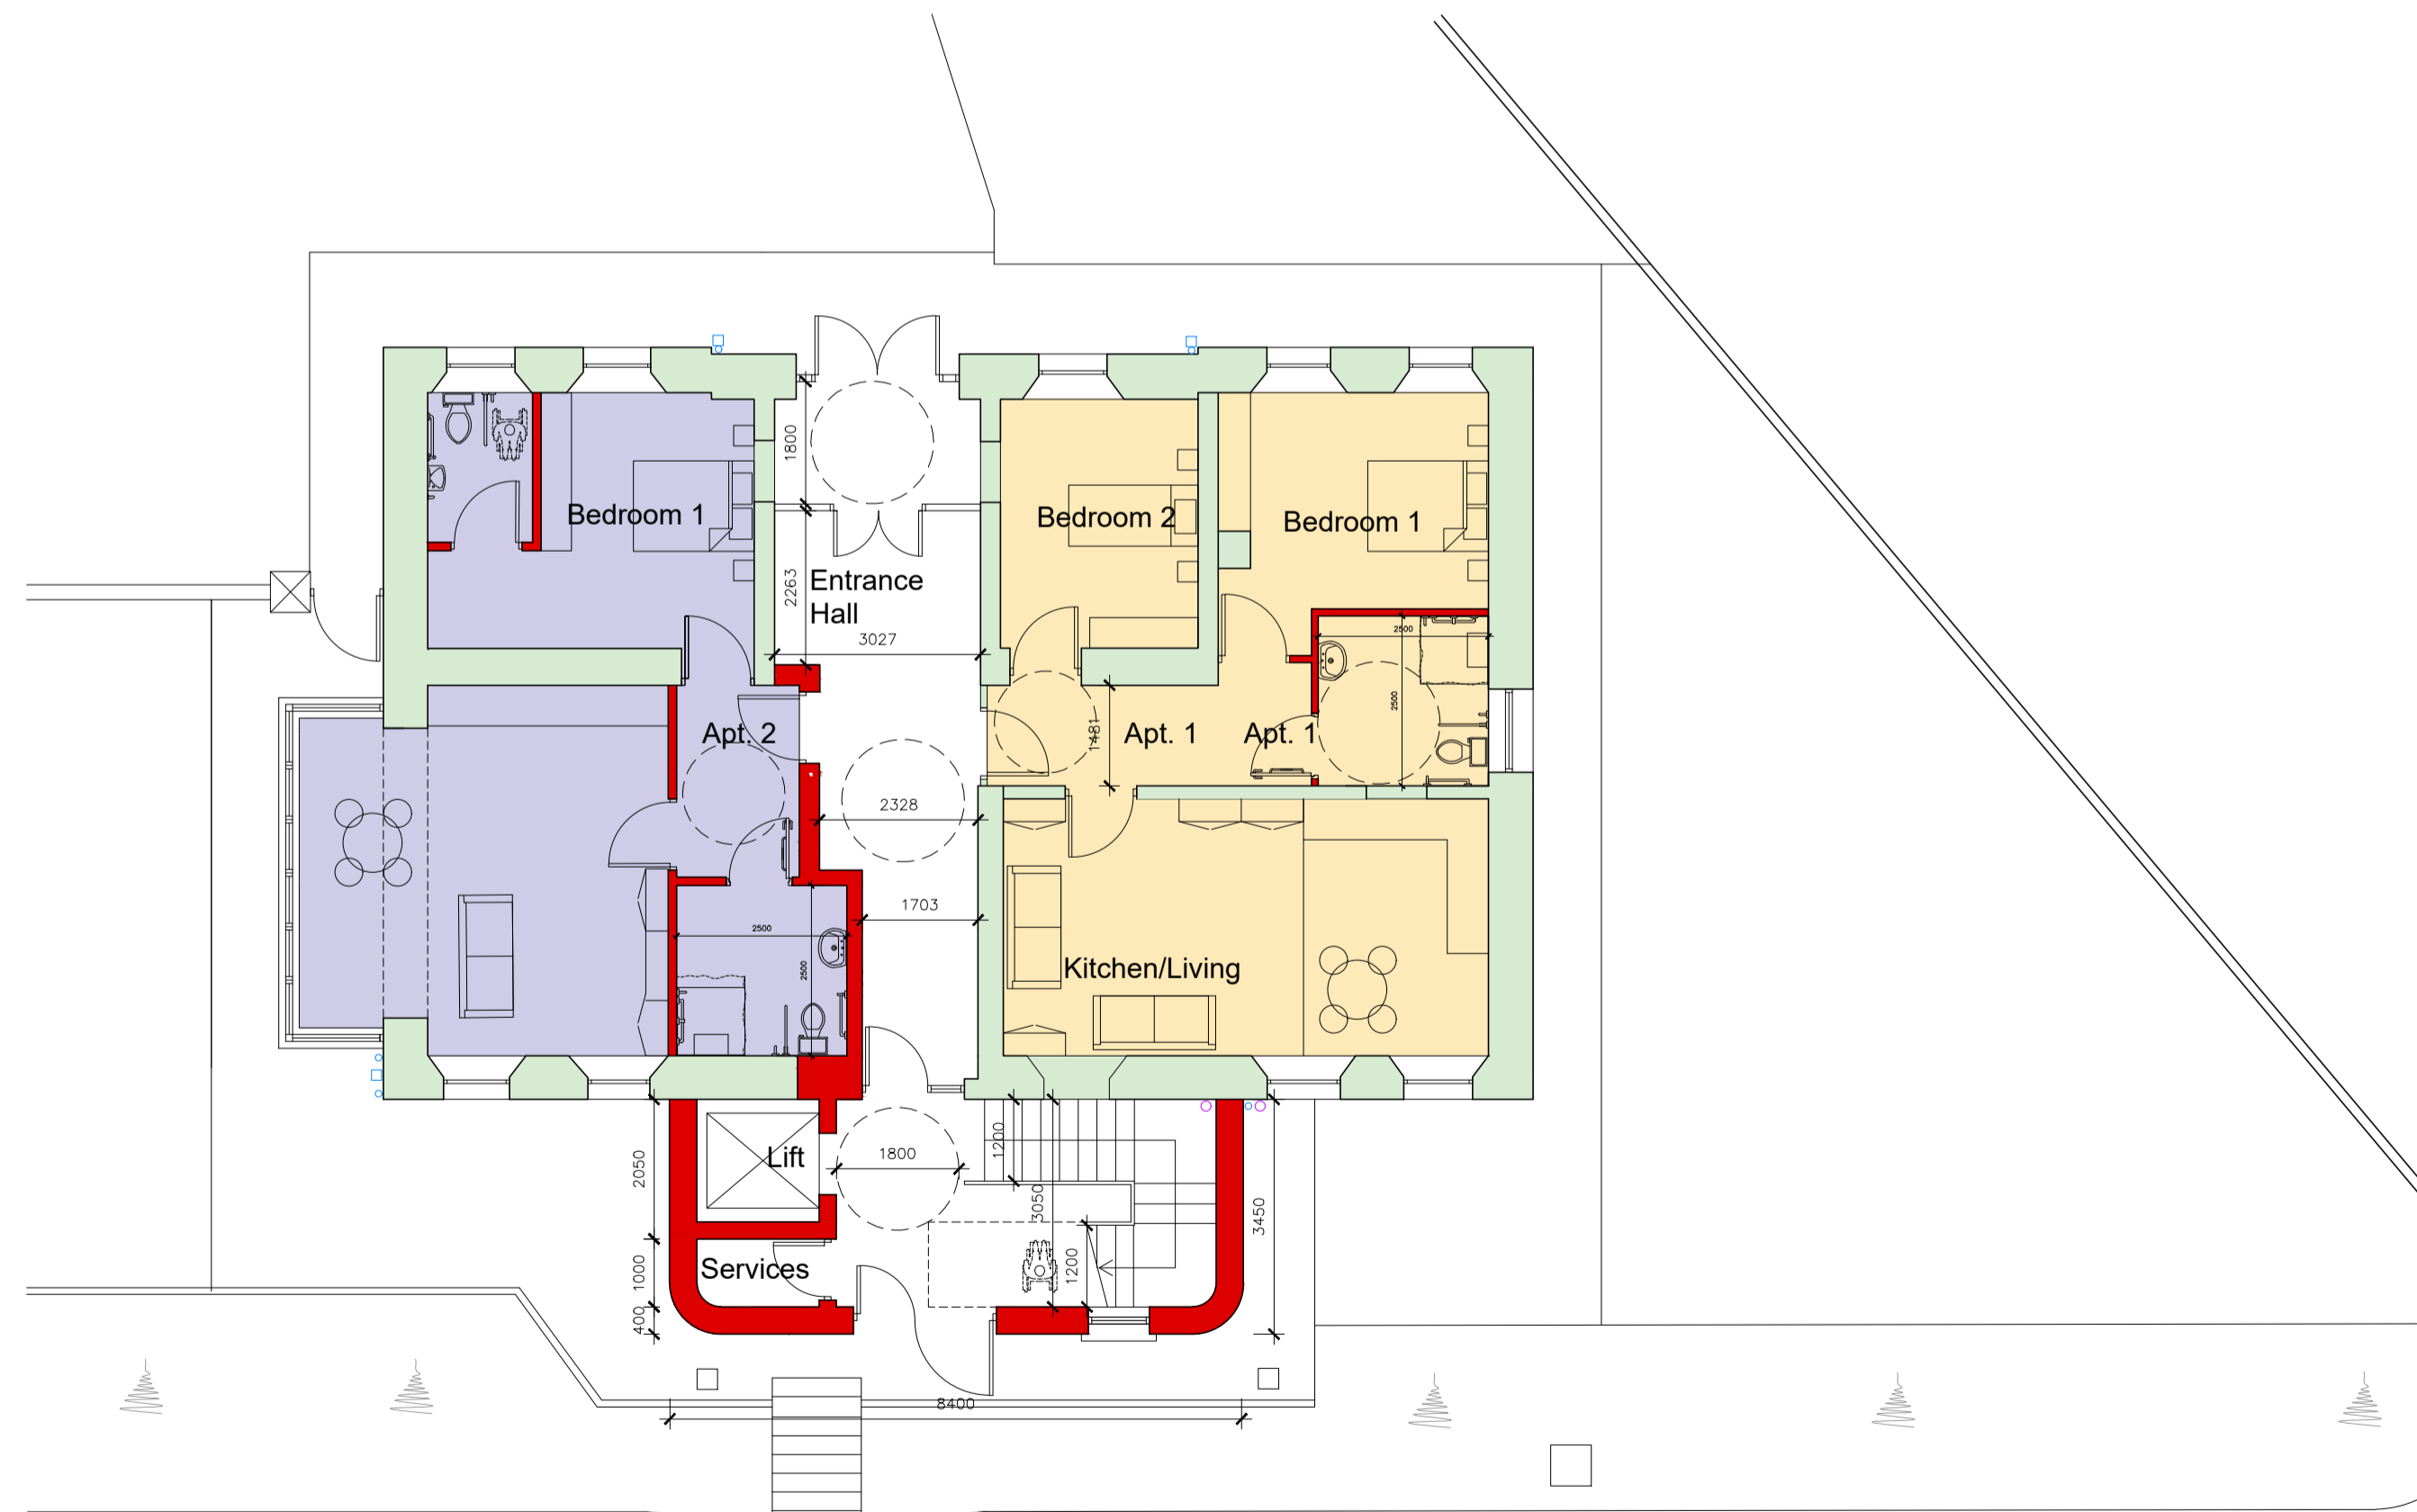 1800
Bedroom 1
Bedroom 2
Bedroom 1
2263
Entrance
Hall
3027
2500
2500
Apt. 2
1481
Apt. 1
Apt. 1
2328
1703
2500
2500
Kitchen/Living
Lift
1800
1200
2050
3050
3450
Services
1000
1200
400
8400